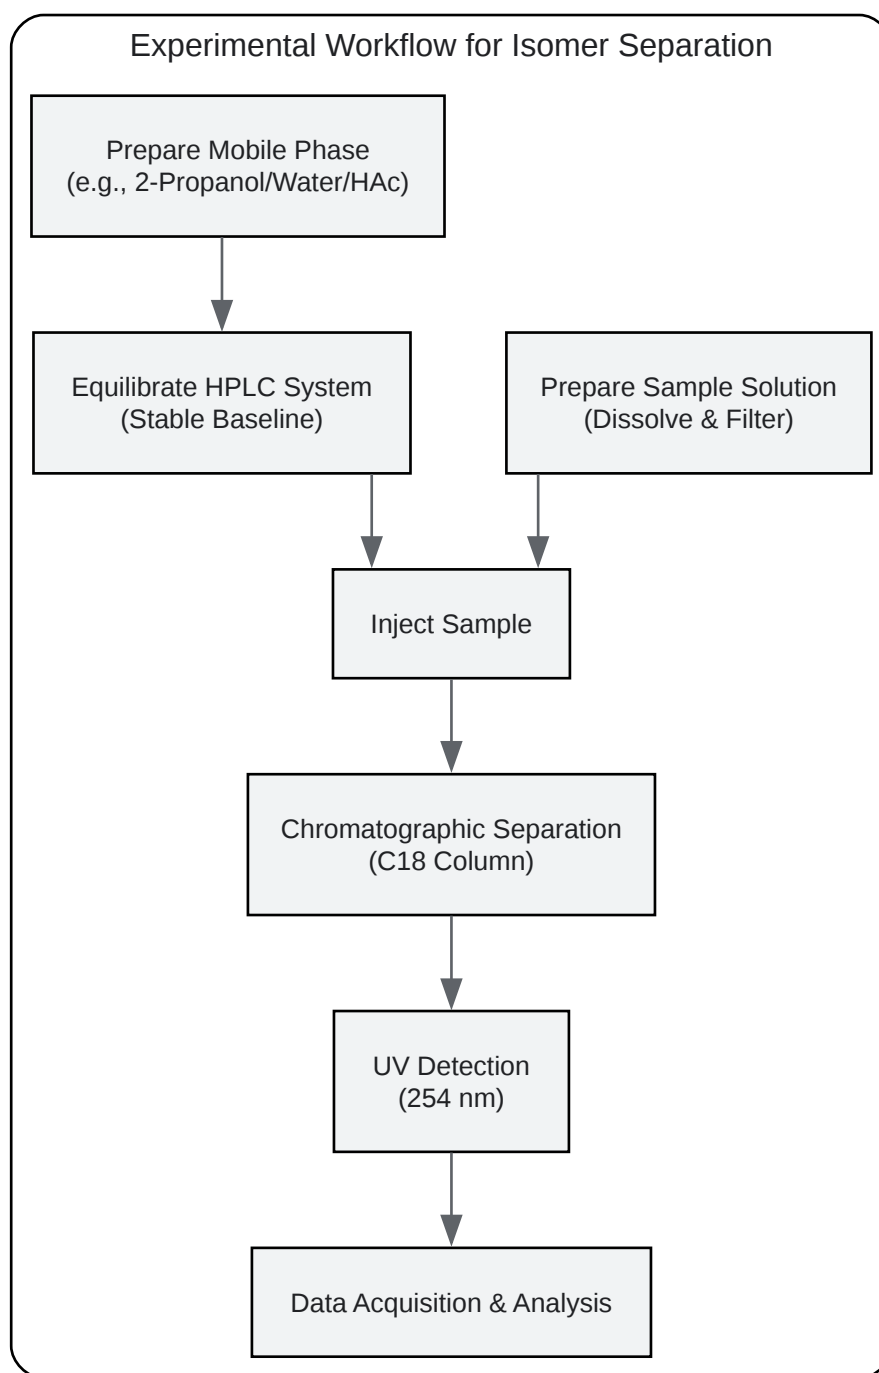 Experimental Workflow for Isomer Separation
Prepare Mobile Phase
(e.g., 2-Propanol/Water/HAc)
Equilibrate HPLC System
(Stable Baseline)
Prepare Sample Solution
(Dissolve & Filter)
Inject Sample
Chromatographic Separation
(C18 Column)
UV Detection
(254 nm)
Data Acquisition & Analysis